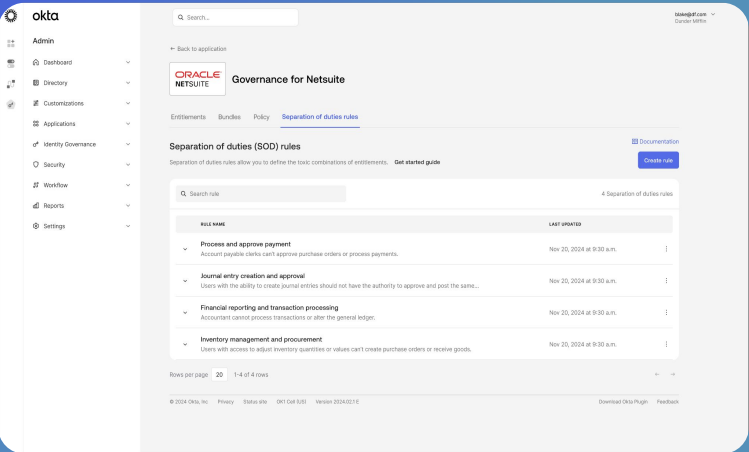 okta
Search...
blake@df.com
Gunder Mifflin
Admin
Dashboard
Directory
Customizations
Applications
Identity Governance
Security
Workflow
Reports
Settings
← Back to application
ORACLE
NETSUITE
Governance for Netsuite
Entitlements Bundles Policy Separation of duties rules
Separation of duties (SOD) rules
Documentation
Separation of duties rules allow you to define the toxic combinations of entitlements. Get started guide
Create rule
Search rule
4 Separation of duties rules
RULE NAME LAST UPDATED
Process and approve payment
Account payable clerks can't approve purchase orders or process payments.
Nov 20, 2024 at 9:30 a.m.
Journal entry creation and approval
Users with the ability to create journal entries should not have the authority to approve and post the same...
Nov 20, 2024 at 9:30 a.m.
Financial reporting and transaction processing
Accountant cannot process transactions or alter the general ledger.
Nov 20, 2024 at 9:30 a.m.
Inventory management and procurement
Users with access to adjust inventory quantities or values can't create purchase orders or receive goods.
Nov 20, 2024 at 9:30 a.m.
Rows per page 20 1-4 of 4 rows ← →
© 2024 Okta, Inc Privacy Status site OK1 Cell (US) Version 2024.02.1 E Download Okta Plugin Feedback